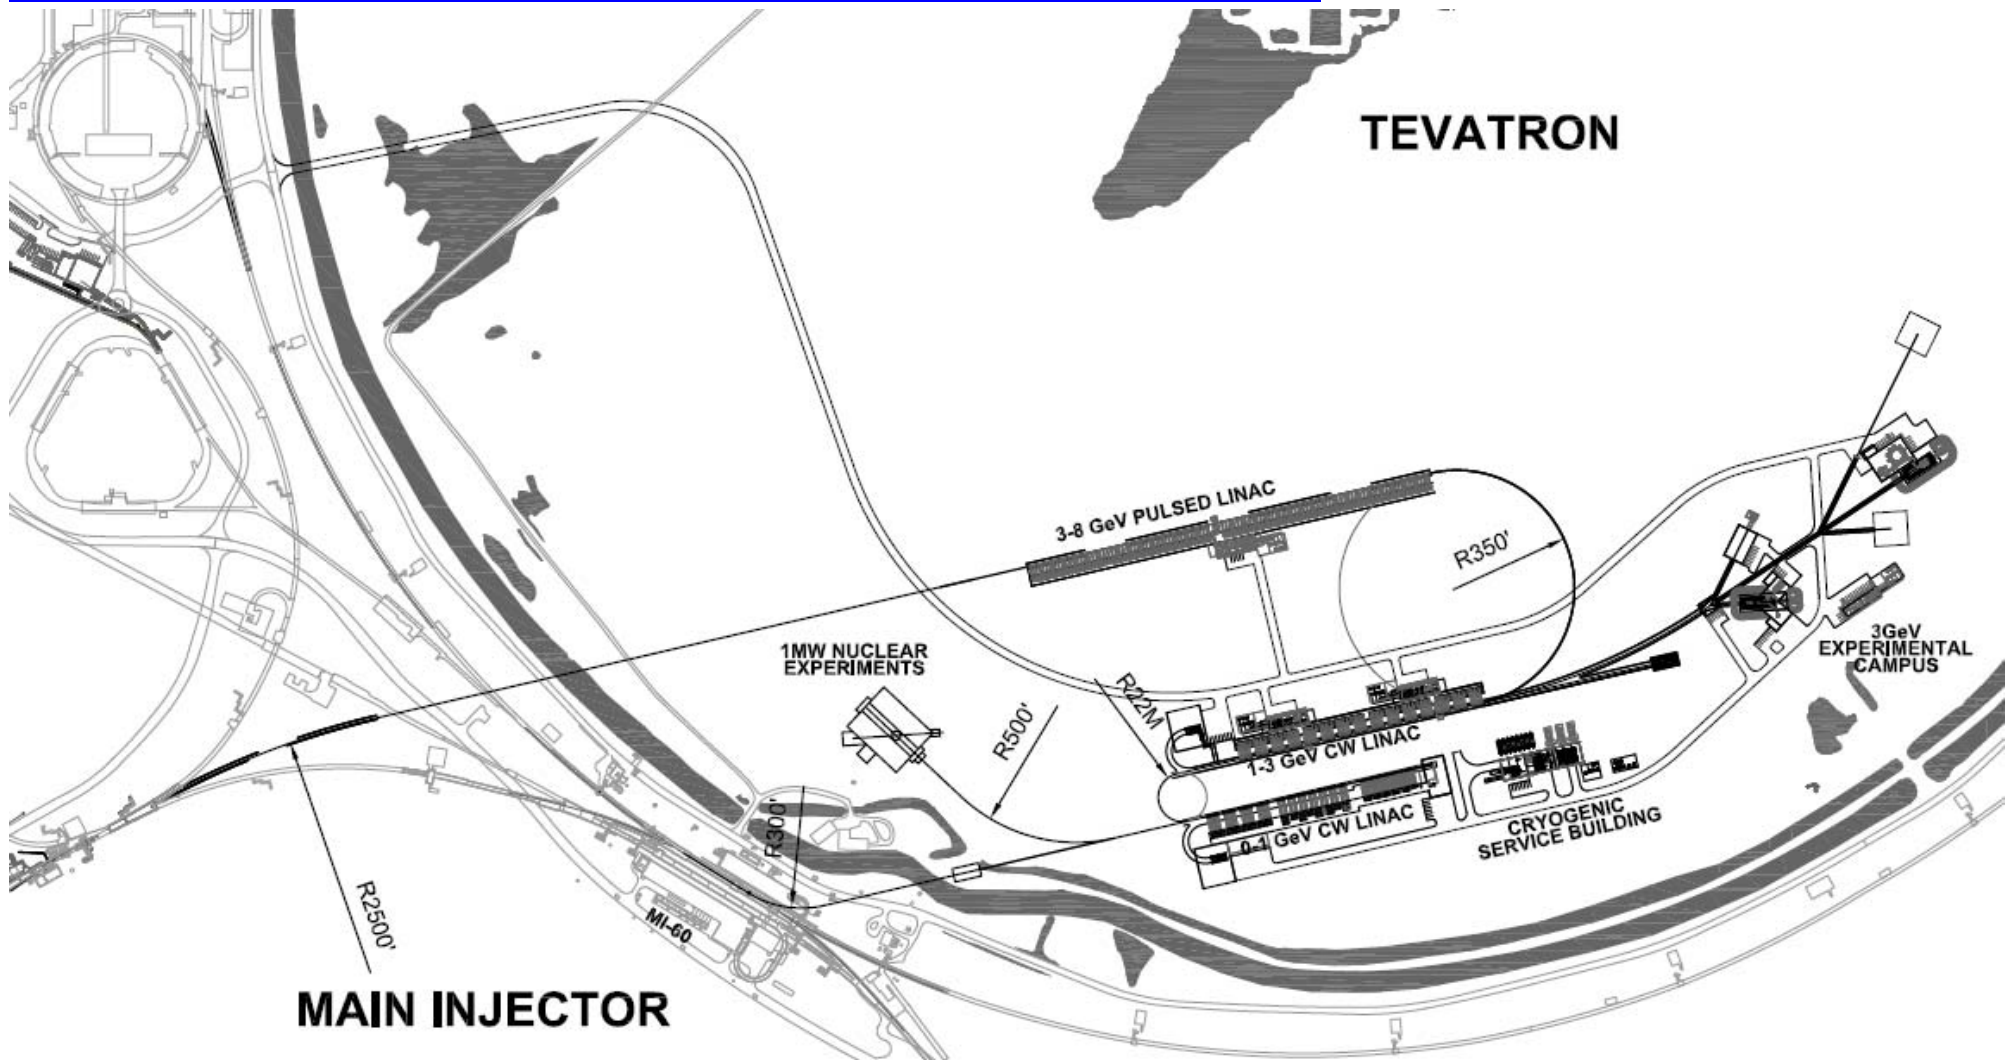 TEVATRON
3-8 GeV PULSED LINAC
R350'
1MW NUCLEAR
EXPERIMENTS
3GeV
EXPERIMENTAL
CAMPUS
R22M
R500'
1-3 GeV CW LINAC
0-1 GeV CW LINAC
CRYOGENIC
SERVICE BUILDING
R300'
R2500'
MI-60
MAIN INJECTOR